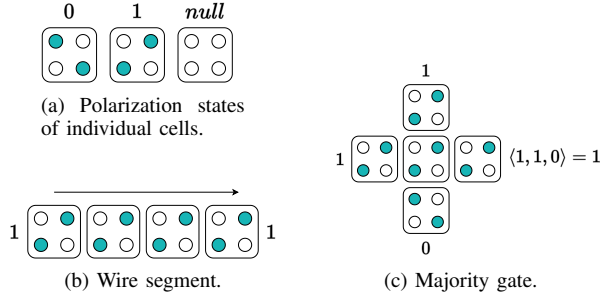 0 1 null
(a) Polarization states
of individual cells.
1 1
(b) Wire segment.
1
1 ⟨1, 1, 0⟩ = 1
0
(c) Majority gate.